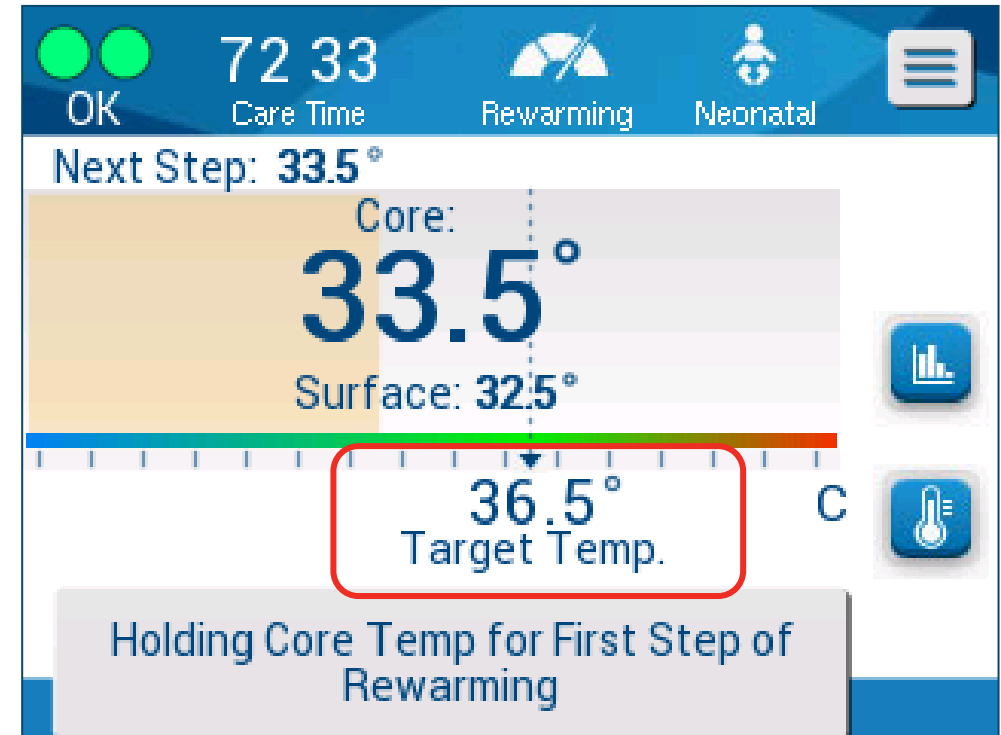 72 33
OK Care Time Rewarming Neonatal
Next Step: 33.5°
Core:
33.5°
Surface: 32.5°
36.5° C
Target Temp.
Holding Core Temp for First Step of
Rewarming